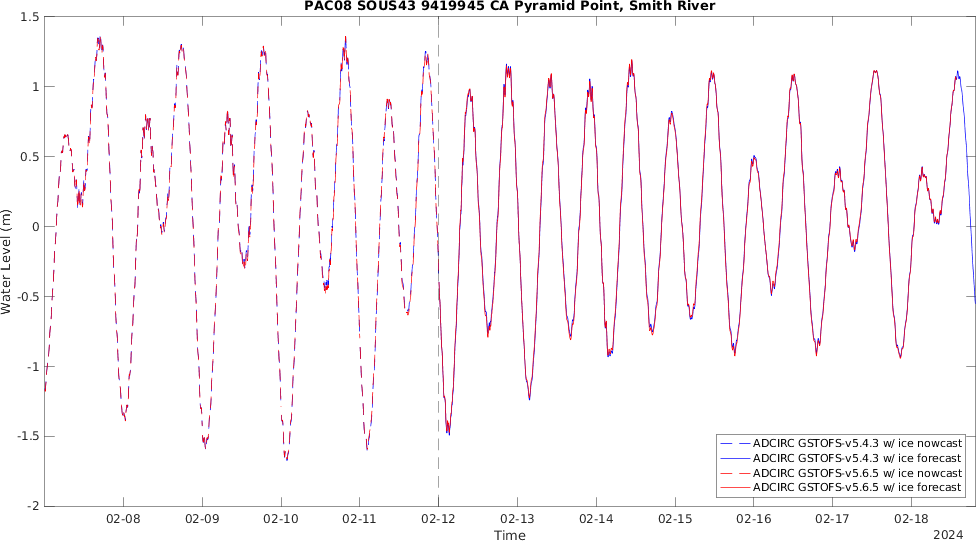 PAC08 SOUS43 9419945 CA Pyramid Point, Smith River
1.5
1
0.5
0
-0.5
-1
-1.5
-2
Water Level (m)
02-08 02-09 02-10 02-11 02-12 02-13 02-14 02-15 02-16 02-17 02-18
Time
2024
ADCIRC GSTOFS-v5.4.3 w/ ice nowcast
ADCIRC GSTOFS-v5.4.3 w/ ice forecast
ADCIRC GSTOFS-v5.6.5 w/ ice nowcast
ADCIRC GSTOFS-v5.6.5 w/ ice forecast